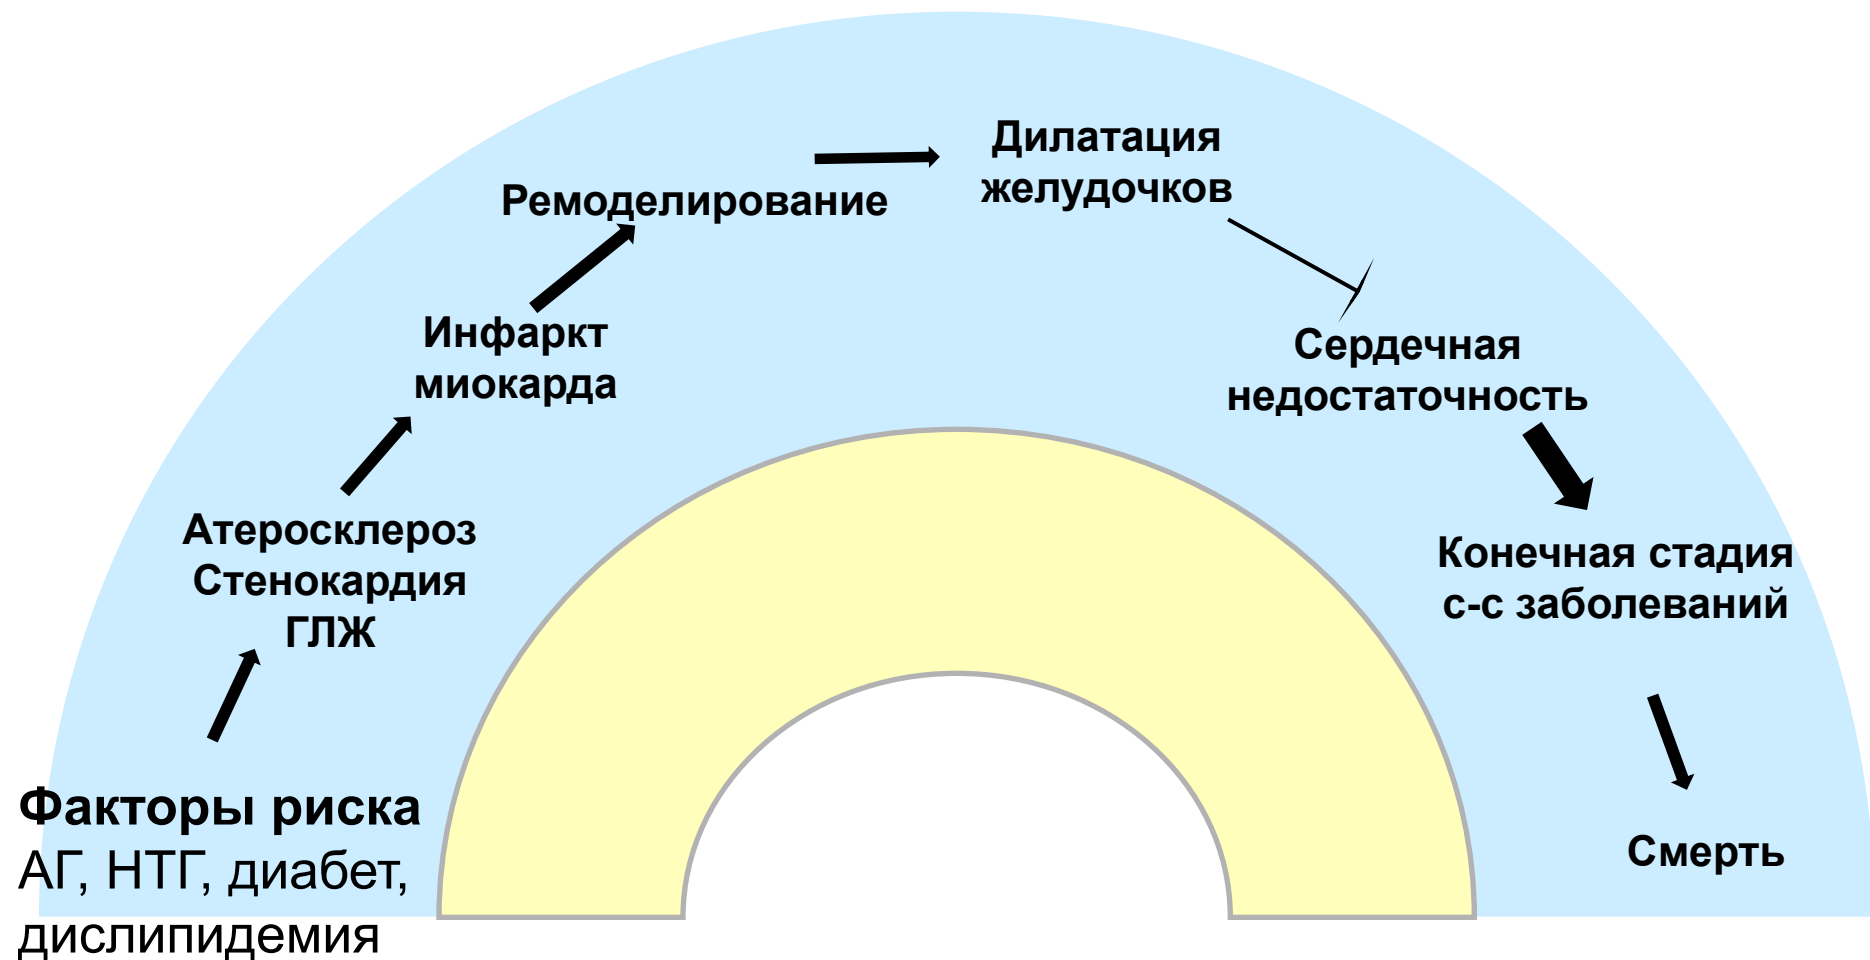 Факторы риска
АГ, НТГ, диабет,
дислипидемия
Атеросклероз
Стенокардия
ГЛЖ
Инфаркт
миокарда
Ремоделирование
Дилатация
желудочков
Сердечная
недостаточность
Конечная стадия
с-с заболеваний
Смерть